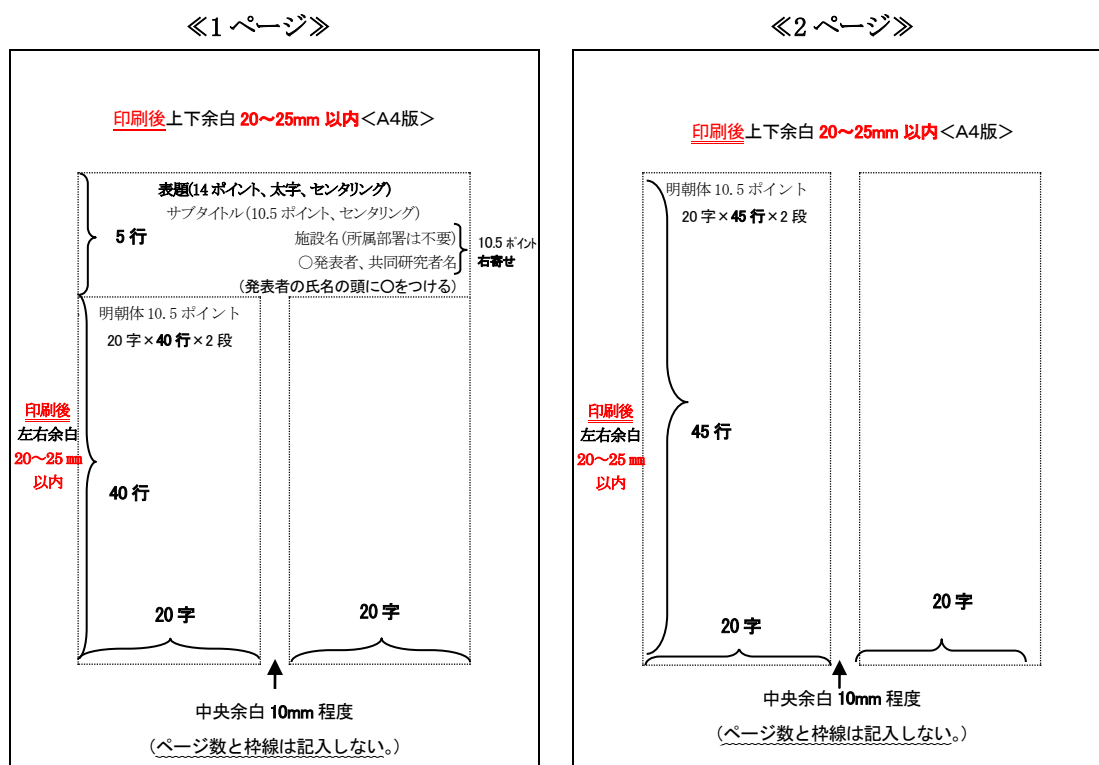 ≪1 ページ≫
印刷後上下余白 20～25mm 以内＜A4版＞
表題(14 ポイント、太字、センタリング)
サブタイトル(10.5 ポイント、センタリング)
5 行
施設名(所属部署は不要)
○発表者、共同研究者名
10.5 ポイント
右寄せ
(発表者の氏名の頭に○をつける)
明朝体 10.5 ポイント
20 字×40 行×2 段
印刷後
左右余白
20～25 ㎜
以内
40 行
20 字
20 字
中央余白 10mm 程度
(ページ数と枠線は記入しない。)
≪2 ページ≫
印刷後上下余白 20～25mm 以内＜A4版＞
明朝体 10.5 ポイント
20 字×45 行×2 段
印刷後
左右余白
20～25 ㎜
以内
45 行
20 字
20 字
中央余白 10mm 程度
(ページ数と枠線は記入しない。)